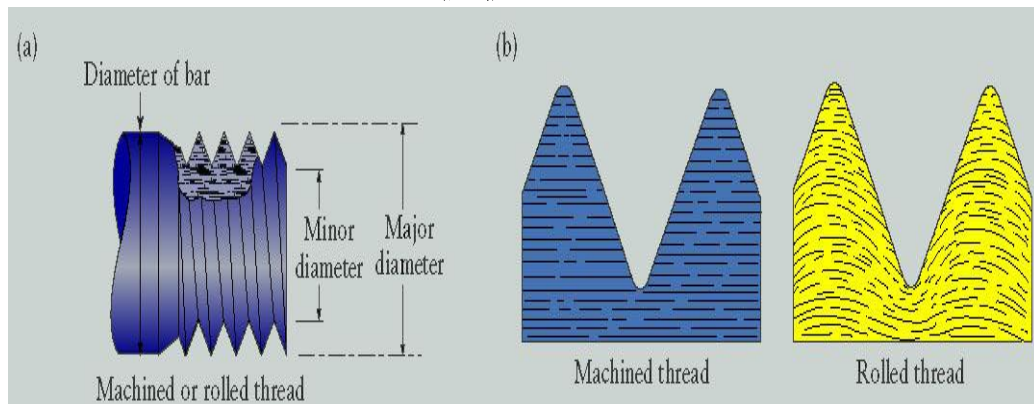 (a)
Diameter of bar
Minor
diameter
Major
diameter
Machined or rolled thread
(b)
Machined thread
Rolled thread